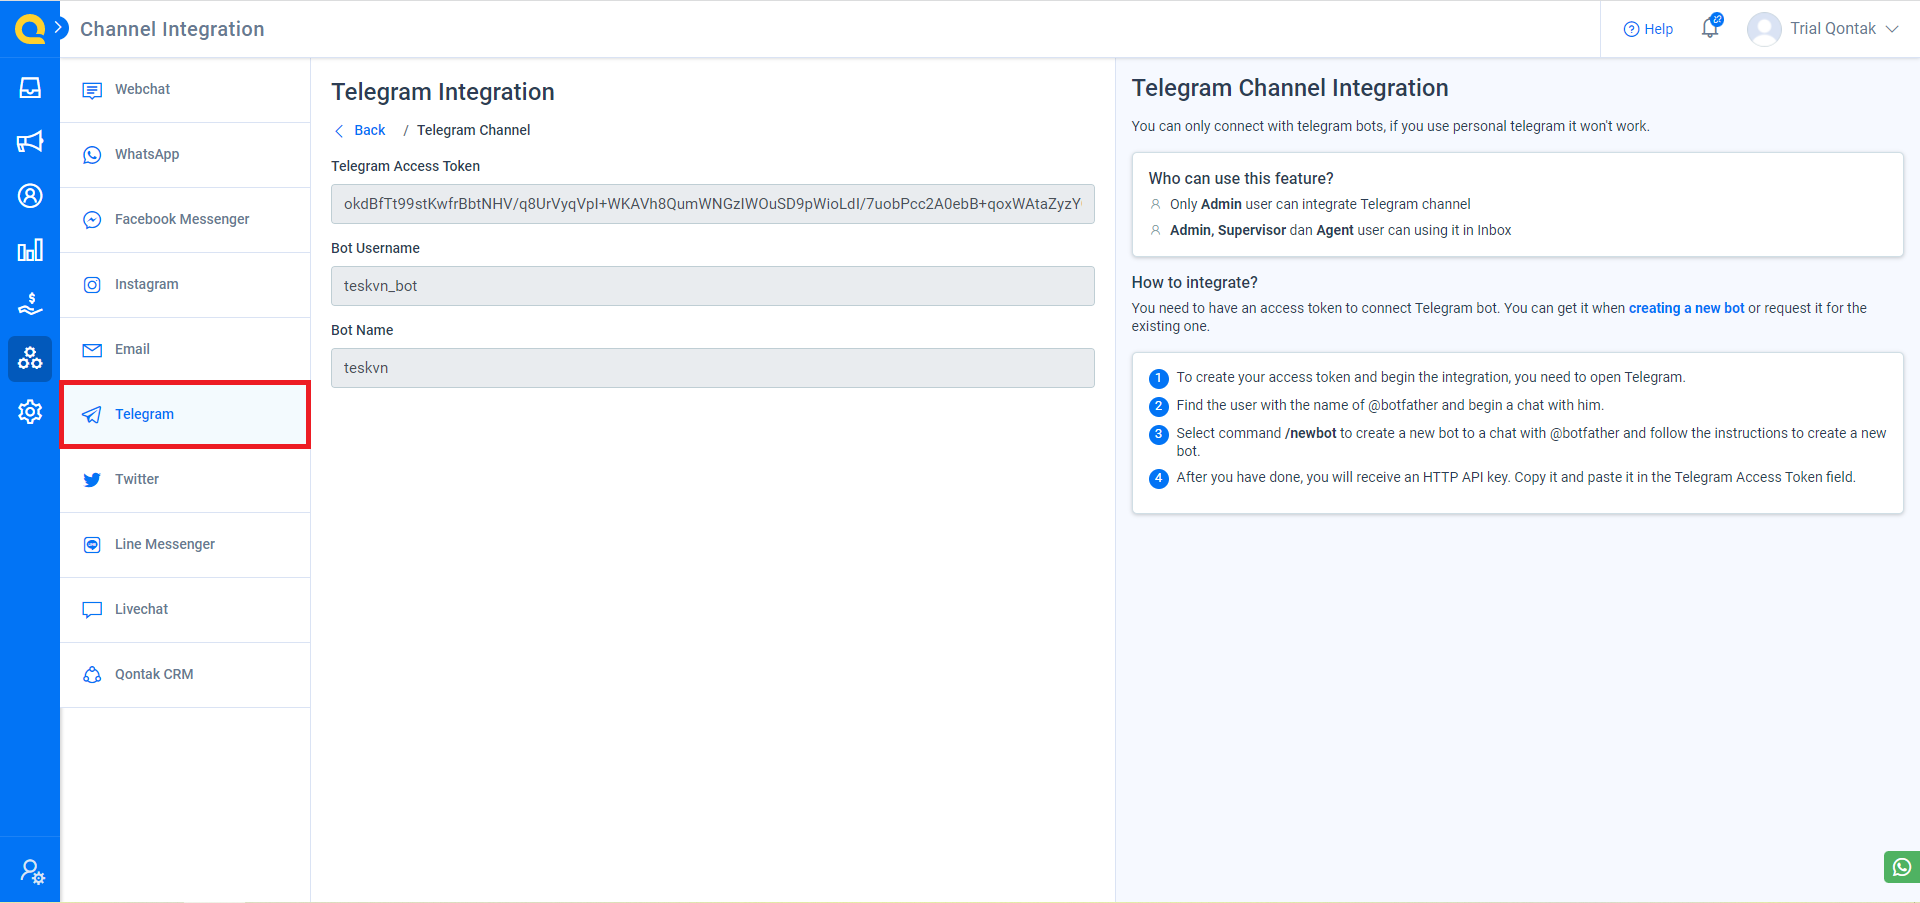 Channel Integration
Help
Trial Qontak
Webchat
WhatsApp
Facebook Messenger
Instagram
Email
Telegram
Twitter
Line Messenger
Livechat
Qontak CRM
Telegram Integration
Back / Telegram Channel
Telegram Access Token
okdBfTt99stKwfrBbtNHV/q8UrVyqVpI+WKAVh8QumWNGzIWOuSD9pWioLdI/7uobPcc2A0ebB+qoxWAtaZyzY
Bot Username
teskvn_bot
Bot Name
teskvn
Telegram Channel Integration
You can only connect with telegram bots, if you use personal telegram it won't work.
Who can use this feature?
Only Admin user can integrate Telegram channel
Admin, Supervisor dan Agent user can using it in Inbox
How to integrate?
You need to have an access token to connect Telegram bot. You can get it when creating a new bot or request it for the
existing one.
1 To create your access token and begin the integration, you need to open Telegram.
2 Find the user with the name of @botfather and begin a chat with him.
3 Select command /newbot to create a new bot to a chat with @botfather and follow the instructions to create a new
bot.
4 After you have done, you will receive an HTTP API key. Copy it and paste it in the Telegram Access Token field.